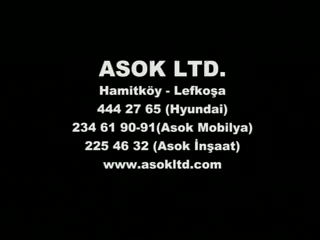 ASOK LTD.
Hamitköy - Lefkoşa
444 27 65 (Hyundai)
234 61 90-91(Asok Mobilya)
225 46 32 (Asok İnşaat)
www.asokltd.com